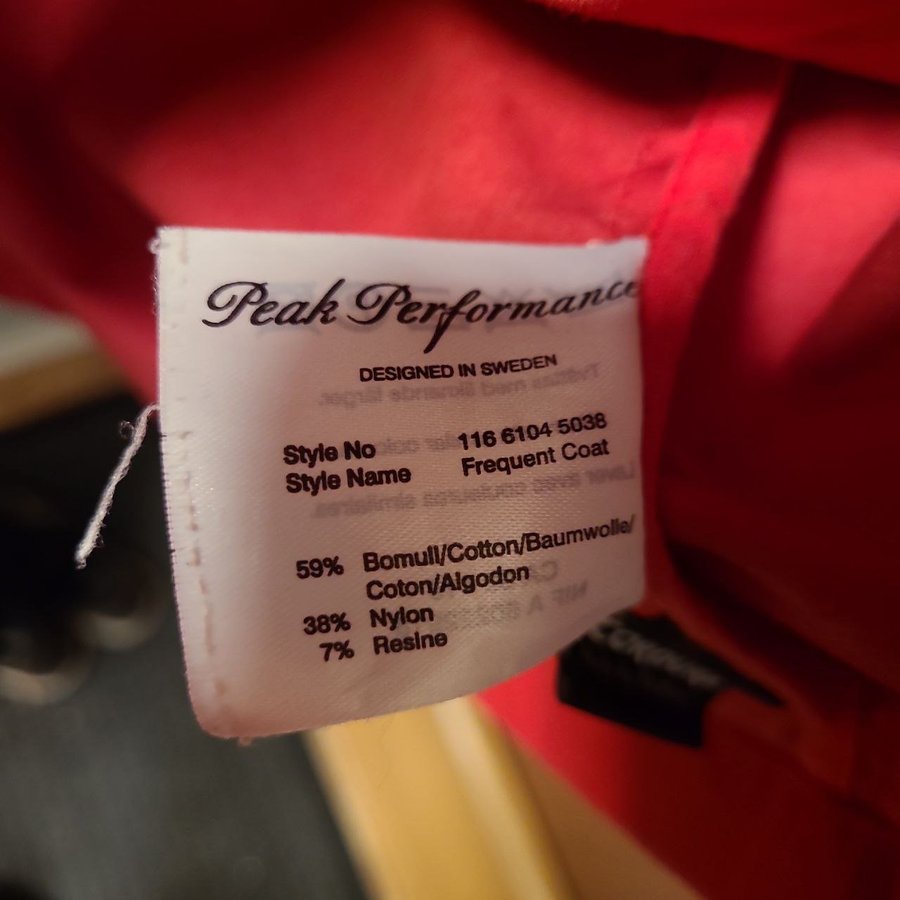 Peak Performance
DESIGNED IN SWEDEN
Style No 116 6104 5038
Style Name Frequent Coat
59% Bomull/Cotton/Baumwolle/
Coton/Algodon
38% Nylon
7% Resine